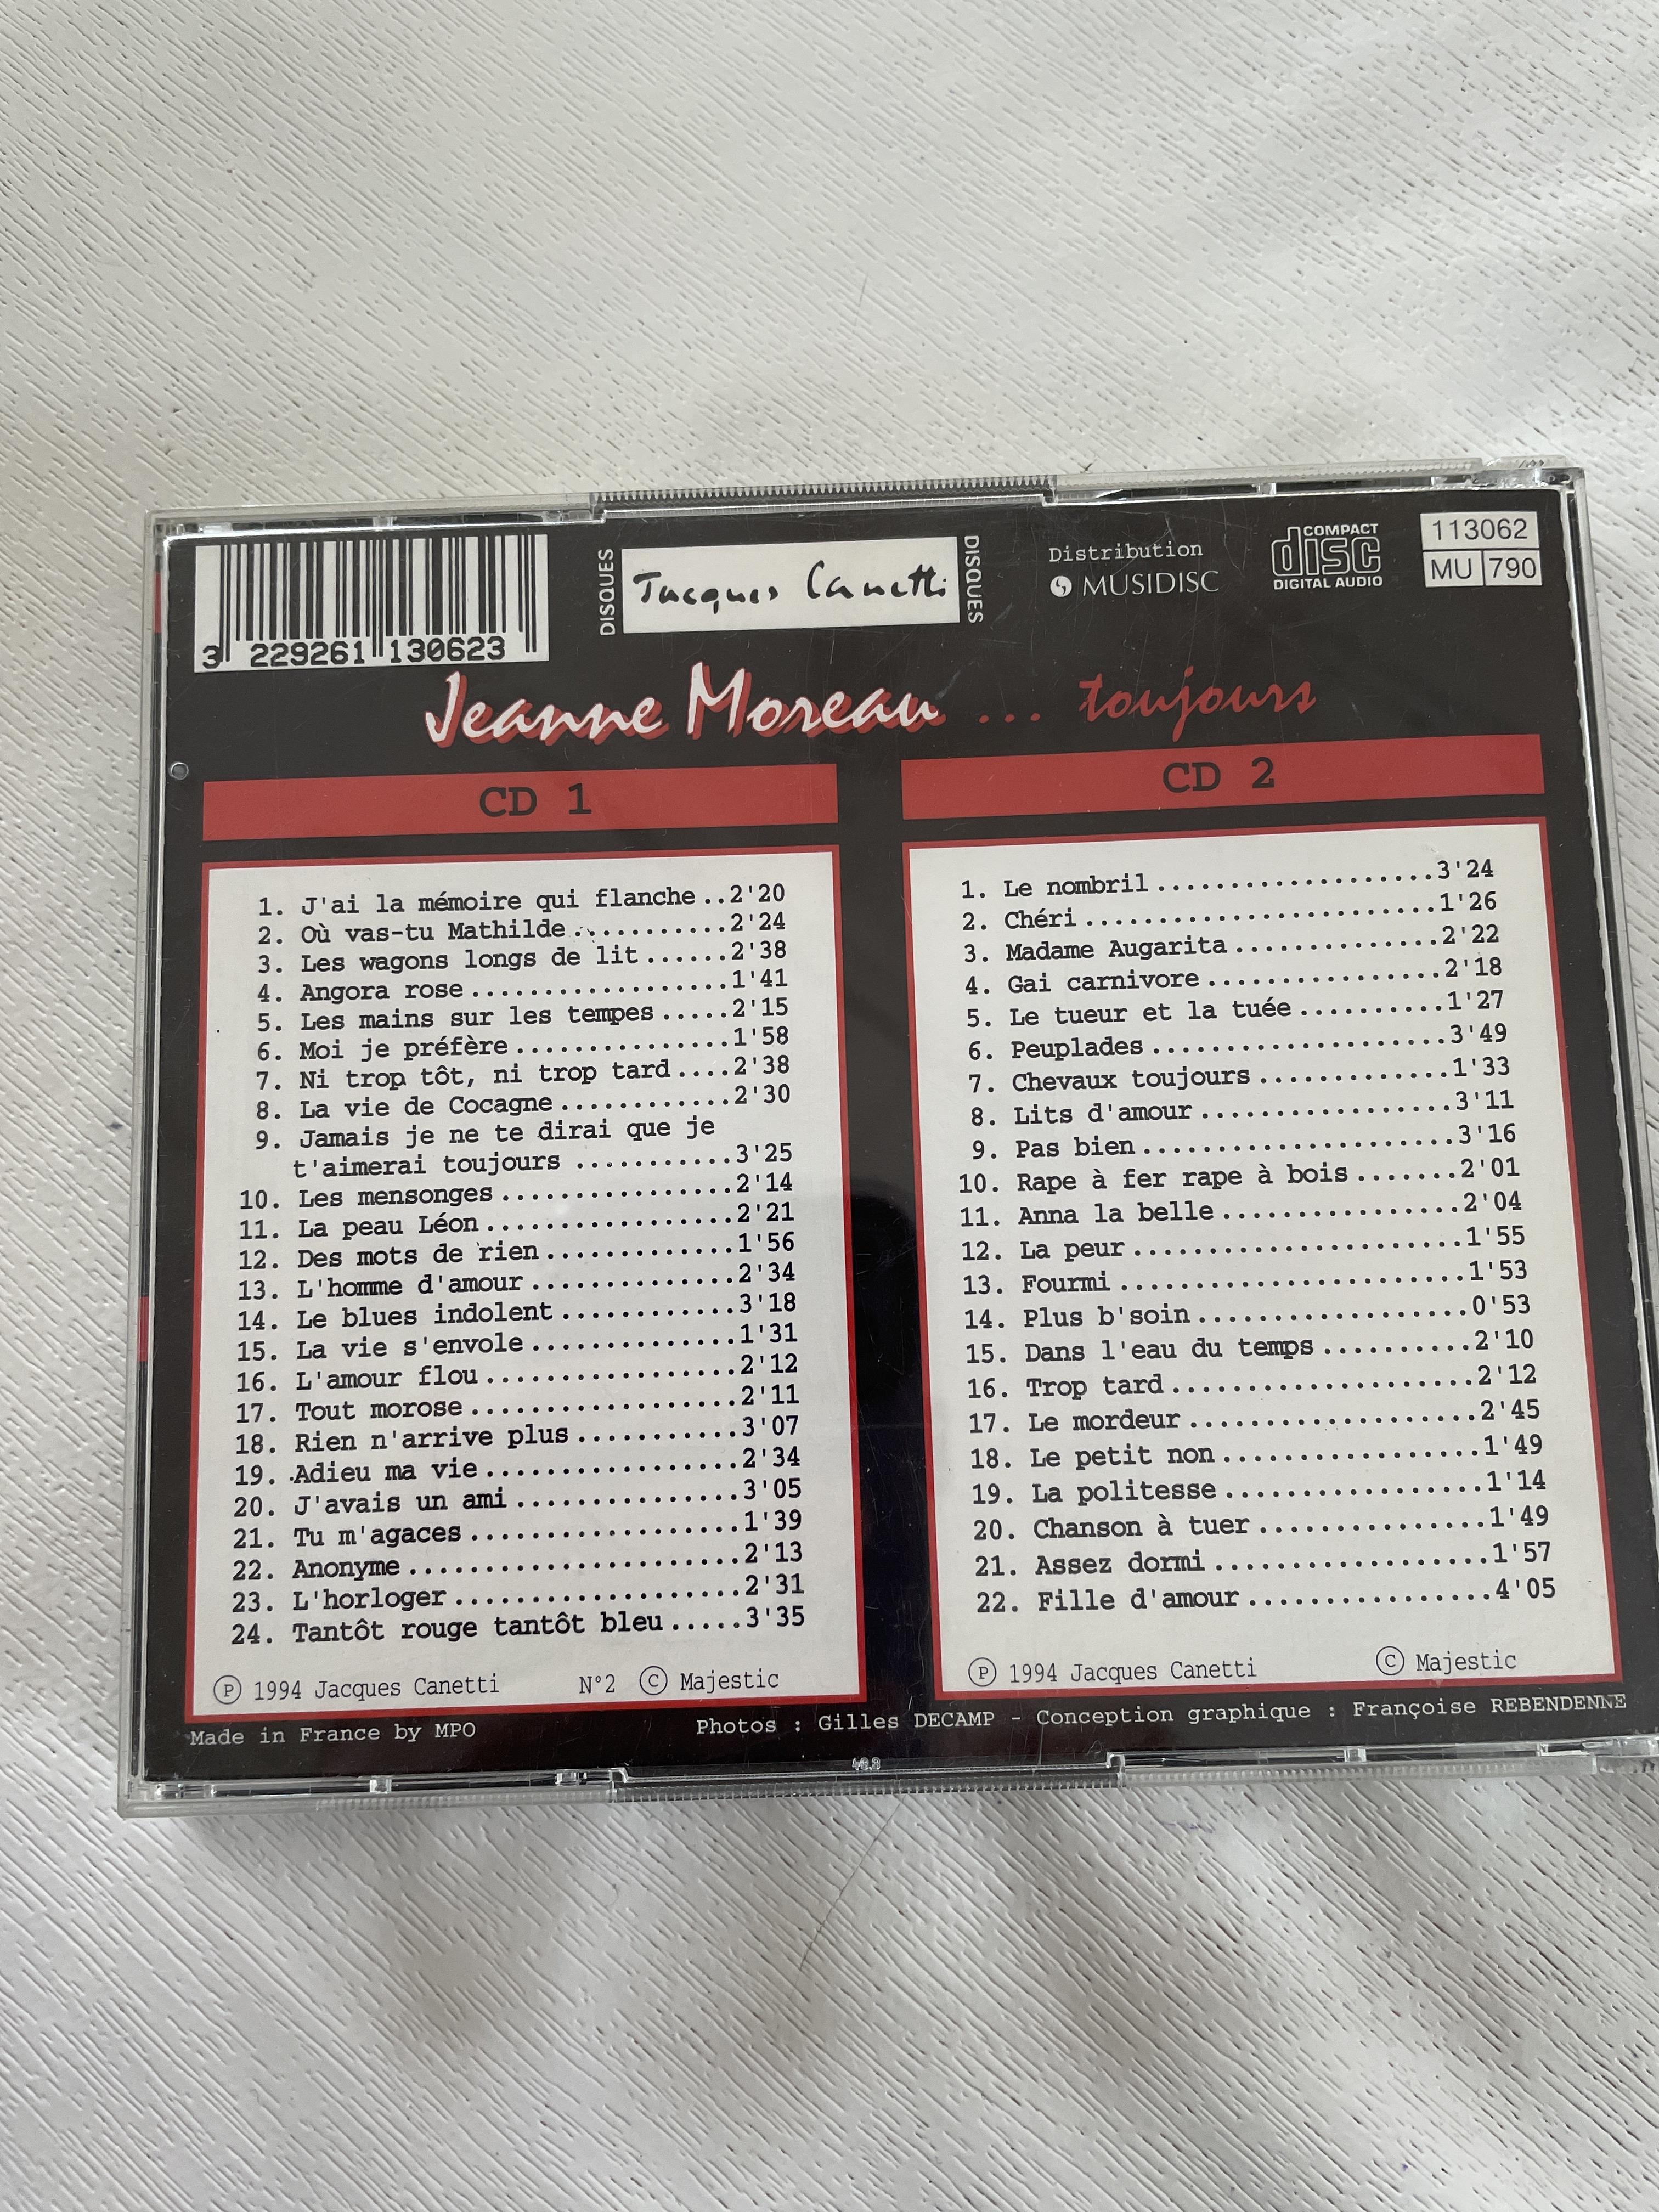 3 229261 130623
DISQUES
Jacques Canetti
DISQUES
Distribution
MUSIDISC
COMPACT
disc
DIGITAL AUDIO
113062
MU 790
Jeanne Moreau ... toujours
CD 1
1. J'ai la mémoire qui flanche..2'20
2. Où vas-tu Mathilde...........2'24
3. Les wagons longs de lit......2'38
4. Angora rose..................1'41
5. Les mains sur les tempes.....2'15
6. Moi je préfère...............1'58
7. Ni trop tôt, ni trop tard....2'38
8. La vie de Cocagne............2'30
9. Jamais je ne te dirai que je
t'aimerai toujours ...........3'25
10. Les mensonges................2'14
11. La peau Léon.................2'21
12. Des mots de rien.............1'56
13. L'homme d'amour..............2'34
14. Le blues indolent............3'18
15. La vie s'envole..............1'31
16. L'amour flou.................2'12
17. Tout morose..................2'11
18. Rien n'arrive plus...........3'07
19. Adieu ma vie.................2'34
20. J'avais un ami...............3'05
21. Tu m'agaces..................1'39
22. Anonyme......................2'13
23. L'horloger...................2'31
24. Tantôt rouge tantôt bleu.....3'35
Ⓟ 1994 Jacques Canetti N°2 © Majestic
CD 2
1. Le nombril...................3'24
2. Chéri........................1'26
3. Madame Augarita..............2'22
4. Gai carnivore................2'18
5. Le tueur et la tuée..........1'27
6. Peuplades....................3'49
7. Chevaux toujours.............1'33
8. Lits d'amour.................3'11
9. Pas bien.....................3'16
10. Rape à fer rape à bois.......2'01
11. Anna la belle................2'04
12. La peur......................1'55
13. Fourmi.......................1'53
14. Plus b'soin..................0'53
15. Dans l'eau du temps..........2'10
16. Trop tard....................2'12
17. Le mordeur...................2'45
18. Le petit non.................1'49
19. La politesse.................1'14
20. Chanson à tuer...............1'49
21. Assez dormi..................1'57
22. Fille d'amour................4'05
Ⓟ 1994 Jacques Canetti © Majestic
Made in France by MPO
Photos : Gilles DECAMP - Conception graphique : Françoise REBENDENNE